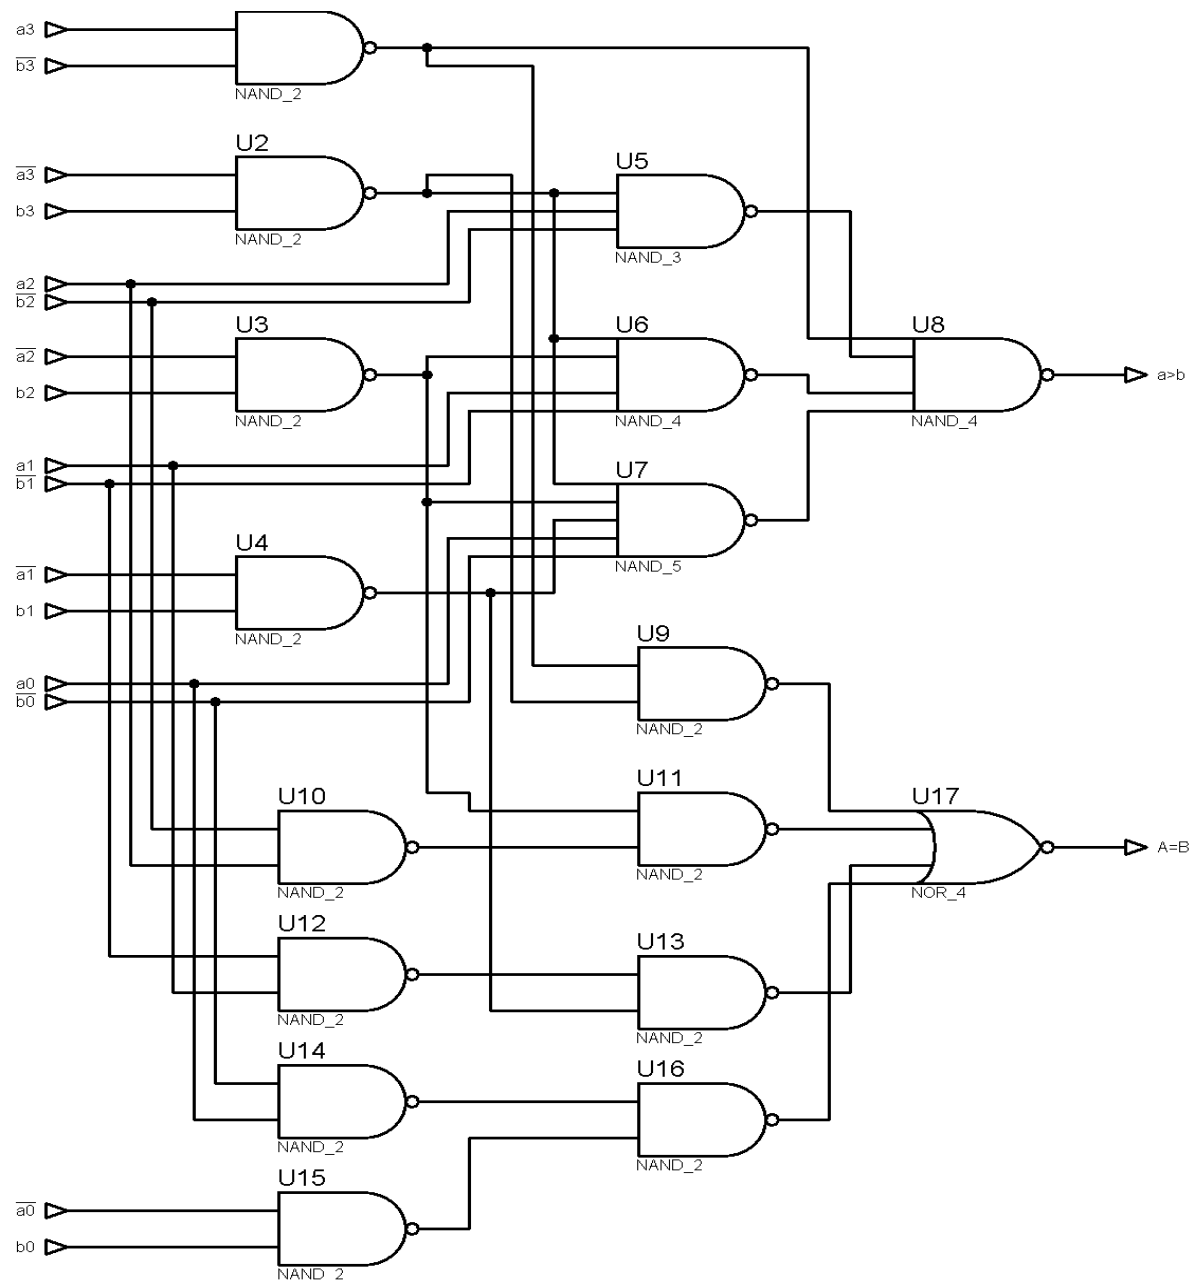 a3
b3
NAND_2
U2
a3
b3
NAND_2
U5
NAND_3
a2
b2
U3
a2
b2
NAND_2
U6
NAND_4
U8
NAND_4
a>b
a1
b1
U7
NAND_5
U4
a1
b1
NAND_2
a0
b0
U9
NAND_2
U10
NAND_2
U11
NAND_2
U17
NOR_4
A=B
U12
NAND_2
U13
NAND_2
U14
NAND_2
U16
NAND_2
U15
a0
b0
NAND_2